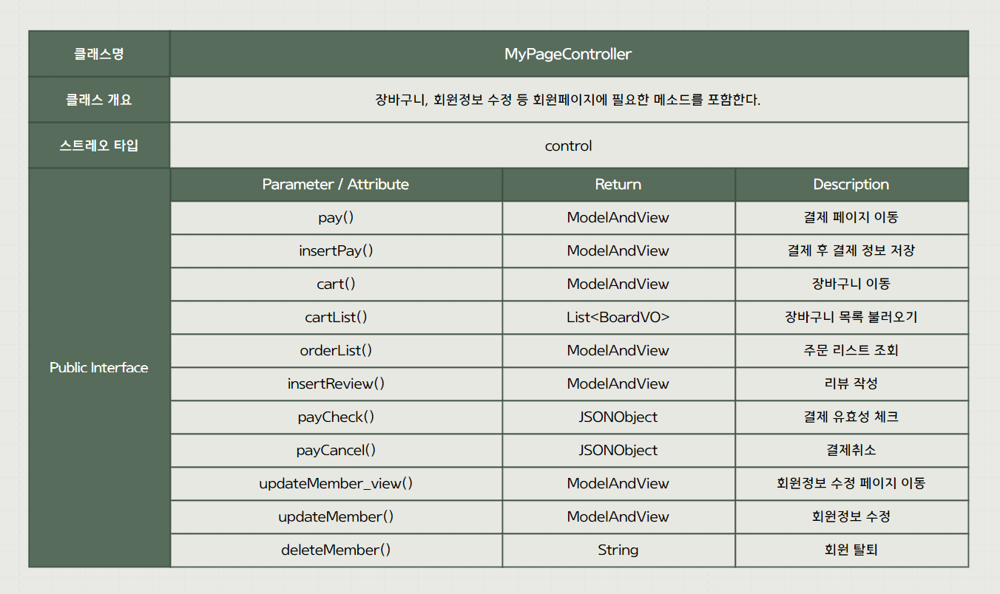 클래스명 MyPageController
클래스 개요 장바구니, 회원정보 수정 등 회원페이지에 필요한 메소드를 포함한다.
스트레오 타입 control
Public Interface
Parameter / Attribute Return Description
pay() ModelAndView 결제 페이지 이동
insertPay() ModelAndView 결제 후 결제 정보 저장
cart() ModelAndView 장바구니 이동
cartList() List<BoardVO> 장바구니 목록 불러오기
orderList() ModelAndView 주문 리스트 조회
insertReview() ModelAndView 리뷰 작성
payCheck() JSONObject 결제 유효성 체크
payCancel() JSONObject 결제취소
updateMember_view() ModelAndView 회원정보 수정 페이지 이동
updateMember() ModelAndView 회원정보 수정
deleteMember() String 회원 탈퇴